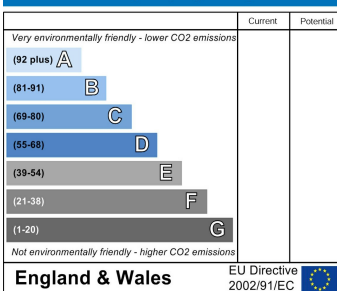 Current Potential
Very environmentally friendly - lower CO2 emissions
(92 plus) A
(81-91) B
(69-80) C
(55-68) D
(39-54) E
(21-38) F
(1-20) G
Not environmentally friendly - higher CO2 emissions
England & Wales
EU Directive
2002/91/EC